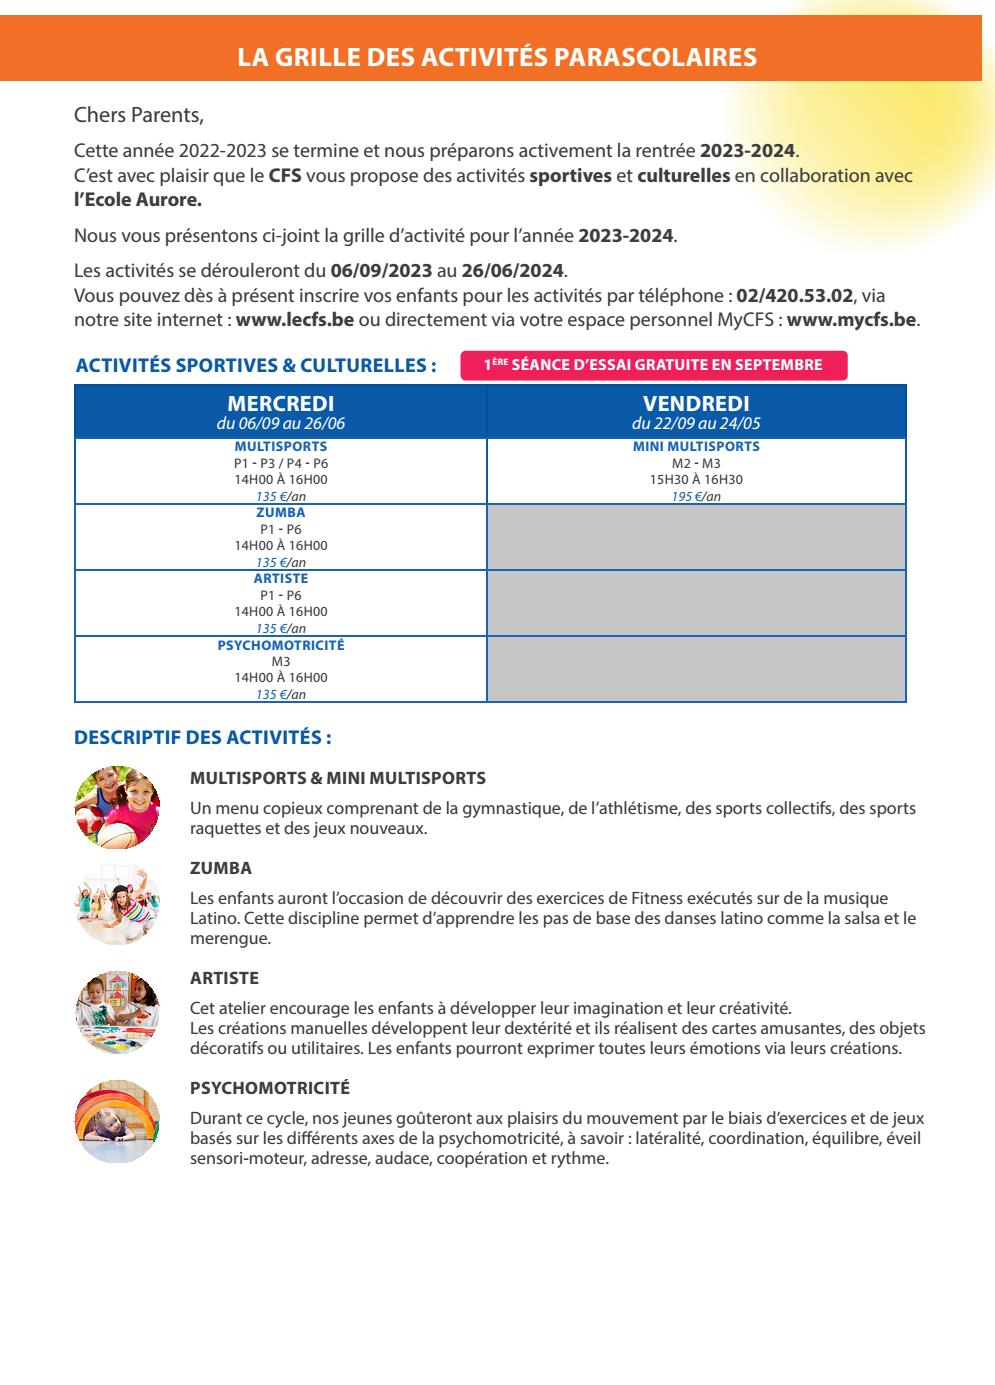 LA GRILLE DES ACTIVITÉS PARASCOLAIRES
Chers Parents,
Cette année 2022-2023 se termine et nous préparons activement la rentrée 2023-2024.
C’est avec plaisir que le CFS vous propose des activités sportives et culturelles en collaboration avec
l’Ecole Aurore.
Nous vous présentons ci-joint la grille d’activité pour l’année 2023-2024.
Les activités se dérouleront du 06/09/2023 au 26/06/2024.
Vous pouvez dès à présent inscrire vos enfants pour les activités par téléphone : 02/420.53.02, via
notre site internet : www.lecfs.be ou directement via votre espace personnel MyCFS : www.mycfs.be.
ACTIVITÉS SPORTIVES & CULTURELLES :
1ÈRE SÉANCE D’ESSAI GRATUITE EN SEPTEMBRE
MERCREDI
du 06/09 au 26/06
VENDREDI
du 22/09 au 24/05
MULTISPORTS
P1 - P3 / P4 - P6
14H00 À 16H00
135 €/an
MINI MULTISPORTS
M2 - M3
15H30 À 16H30
195 €/an
ZUMBA
P1 - P6
14H00 À 16H00
135 €/an
ARTISTE
P1 - P6
14H00 À 16H00
135 €/an
PSYCHOMOTRICITÉ
M3
14H00 À 16H00
135 €/an
DESCRIPTIF DES ACTIVITÉS :
MULTISPORTS & MINI MULTISPORTS
Un menu copieux comprenant de la gymnastique, de l’athlétisme, des sports collectifs, des sports
raquettes et des jeux nouveaux.
ZUMBA
Les enfants auront l’occasion de découvrir des exercices de Fitness exécutés sur de la musique
Latino. Cette discipline permet d’apprendre les pas de base des danses latino comme la salsa et le
merengue.
ARTISTE
Cet atelier encourage les enfants à développer leur imagination et leur créativité.
Les créations manuelles développent leur dextérité et ils réalisent des cartes amusantes, des objets
décoratifs ou utilitaires. Les enfants pourront exprimer toutes leurs émotions via leurs créations.
PSYCHOMOTRICITÉ
Durant ce cycle, nos jeunes goûteront aux plaisirs du mouvement par le biais d’exercices et de jeux
basés sur les différents axes de la psychomotricité, à savoir : latéralité, coordination, équilibre, éveil
sensori-moteur, adresse, audace, coopération et rythme.